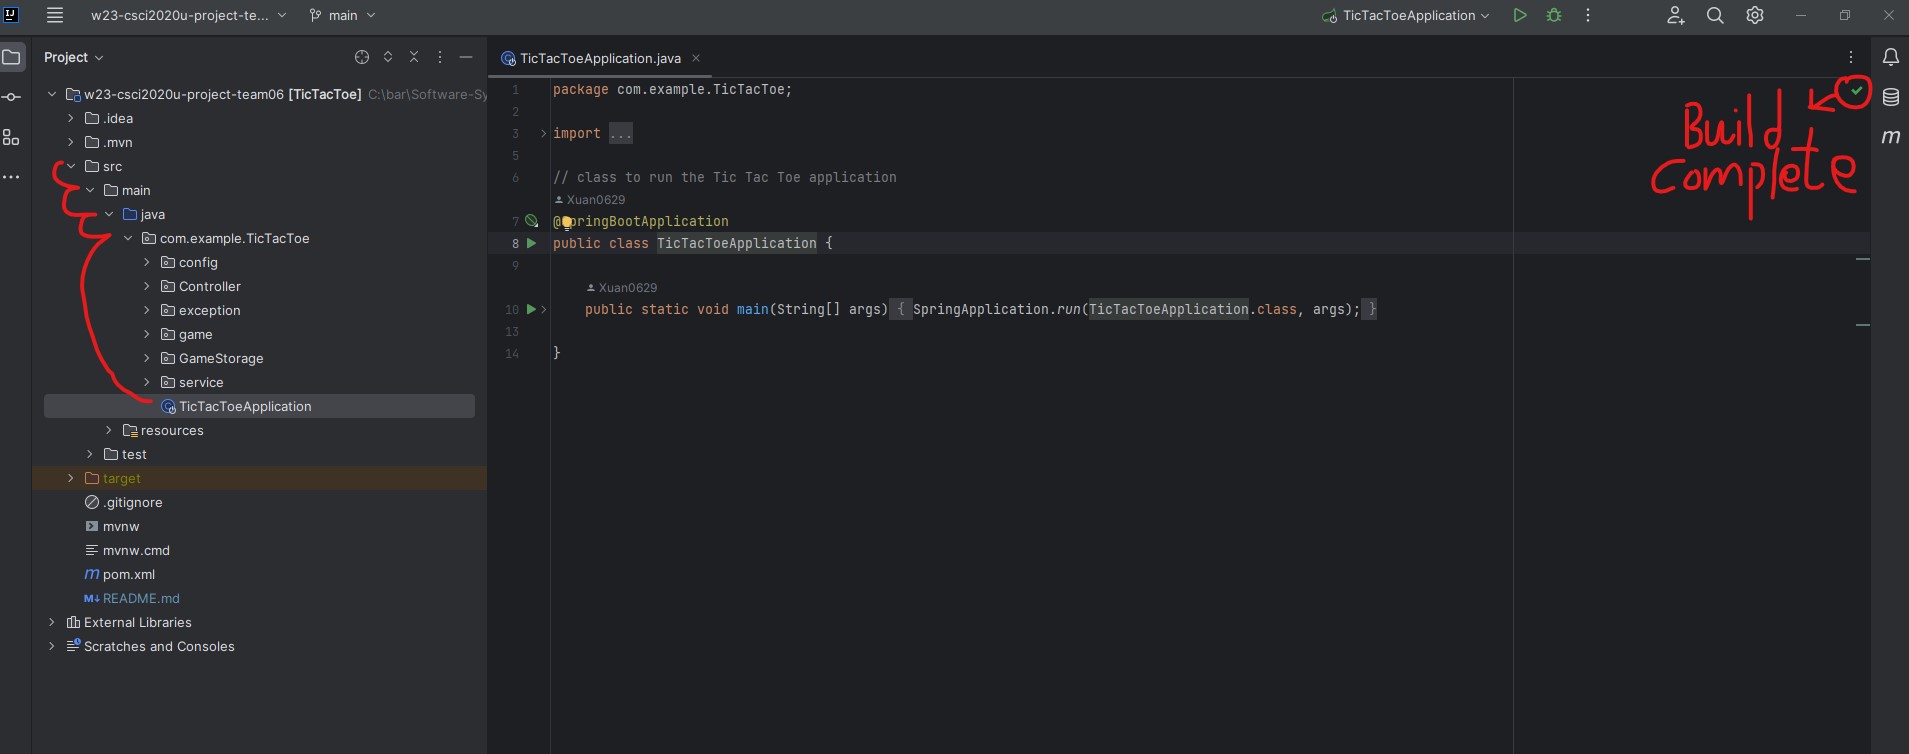 w23-csci2020u-project-te...
main
TicTacToeApplication
Project
w23-csci2020u-project-team06 [TicTacToe] C:\bar\Software-Sy
.idea
.mvn
src
main
java
com.example.TicTacToe
config
Controller
exception
game
GameStorage
service
TicTacToeApplication
resources
test
target
.gitignore
mvnw
mvnw.cmd
pom.xml
README.md
External Libraries
Scratches and Consoles
TicTacToeApplication.java
1 package com.example.TicTacToe;
2
3 import ...
5
6 // class to run the Tic Tac Toe application
Xuan0629
7 @SpringBootApplication
8 public class TicTacToeApplication {
9
Xuan0629
10 public static void main(String[] args) { SpringApplication.run(TicTacToeApplication.class, args); }
13
14 }
Build
Complete